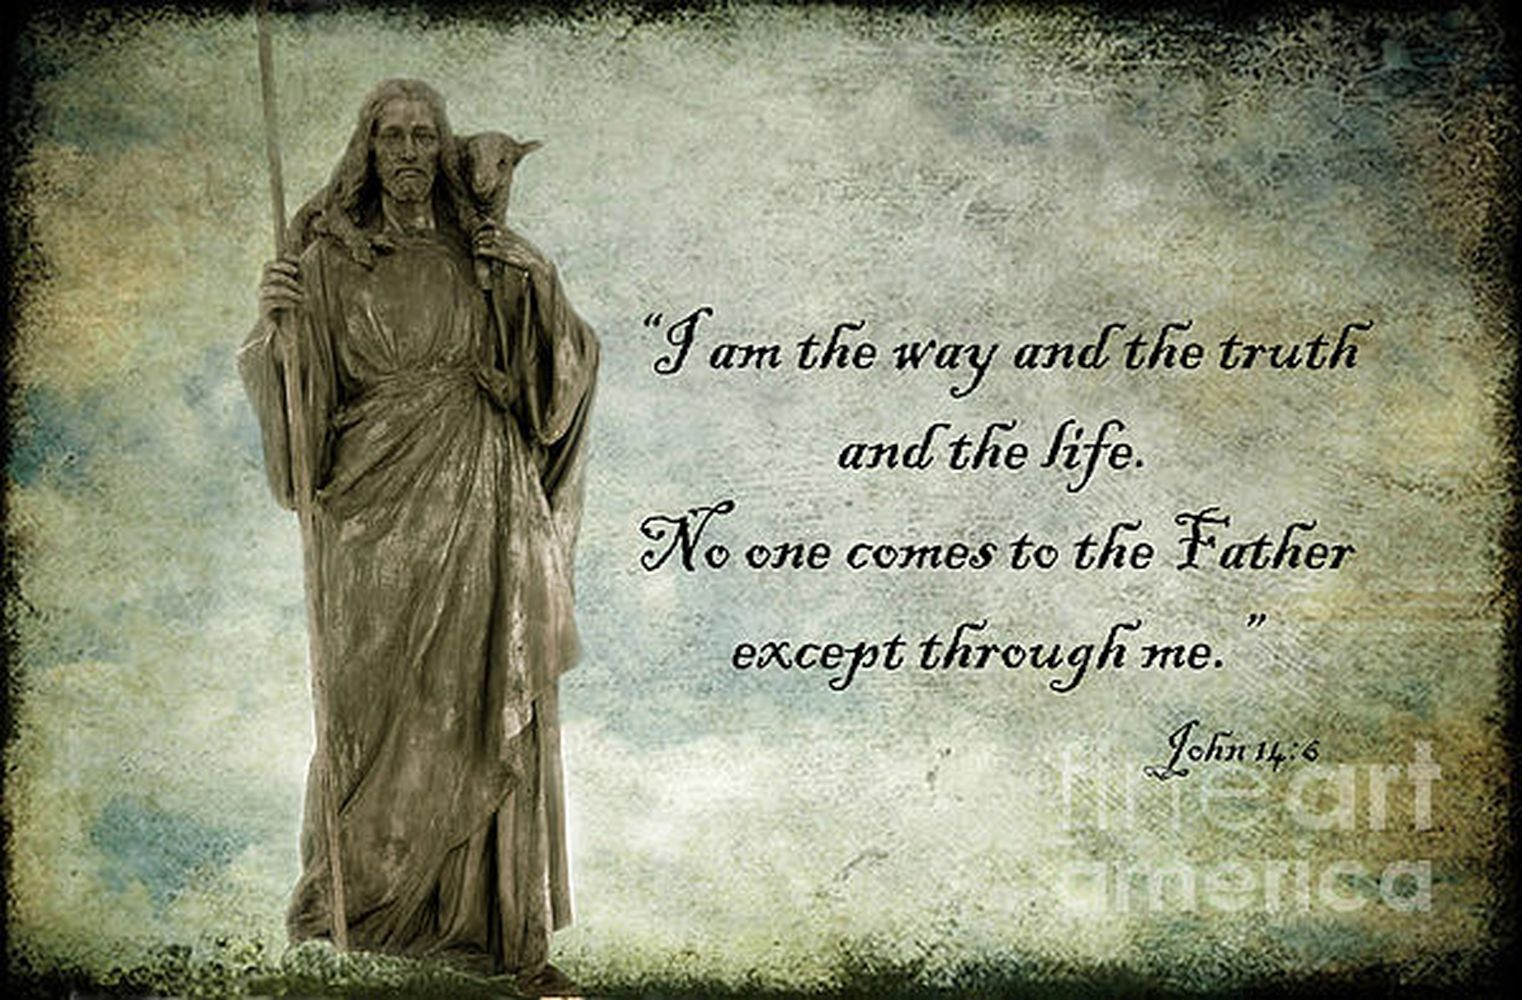 “I am the way and the truth
and the life.
No one comes to the Father
except through me.”
John 14:6
fine art
america